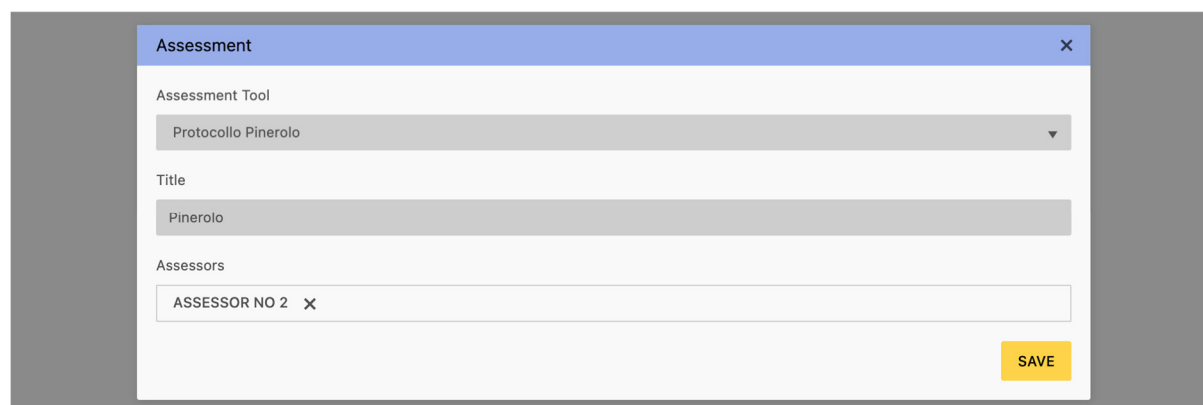 Assessment
Assessment Tool
Protocollo Pinerolo
Title
Pinerolo
Assessors
ASSESSOR NO 2
SAVE